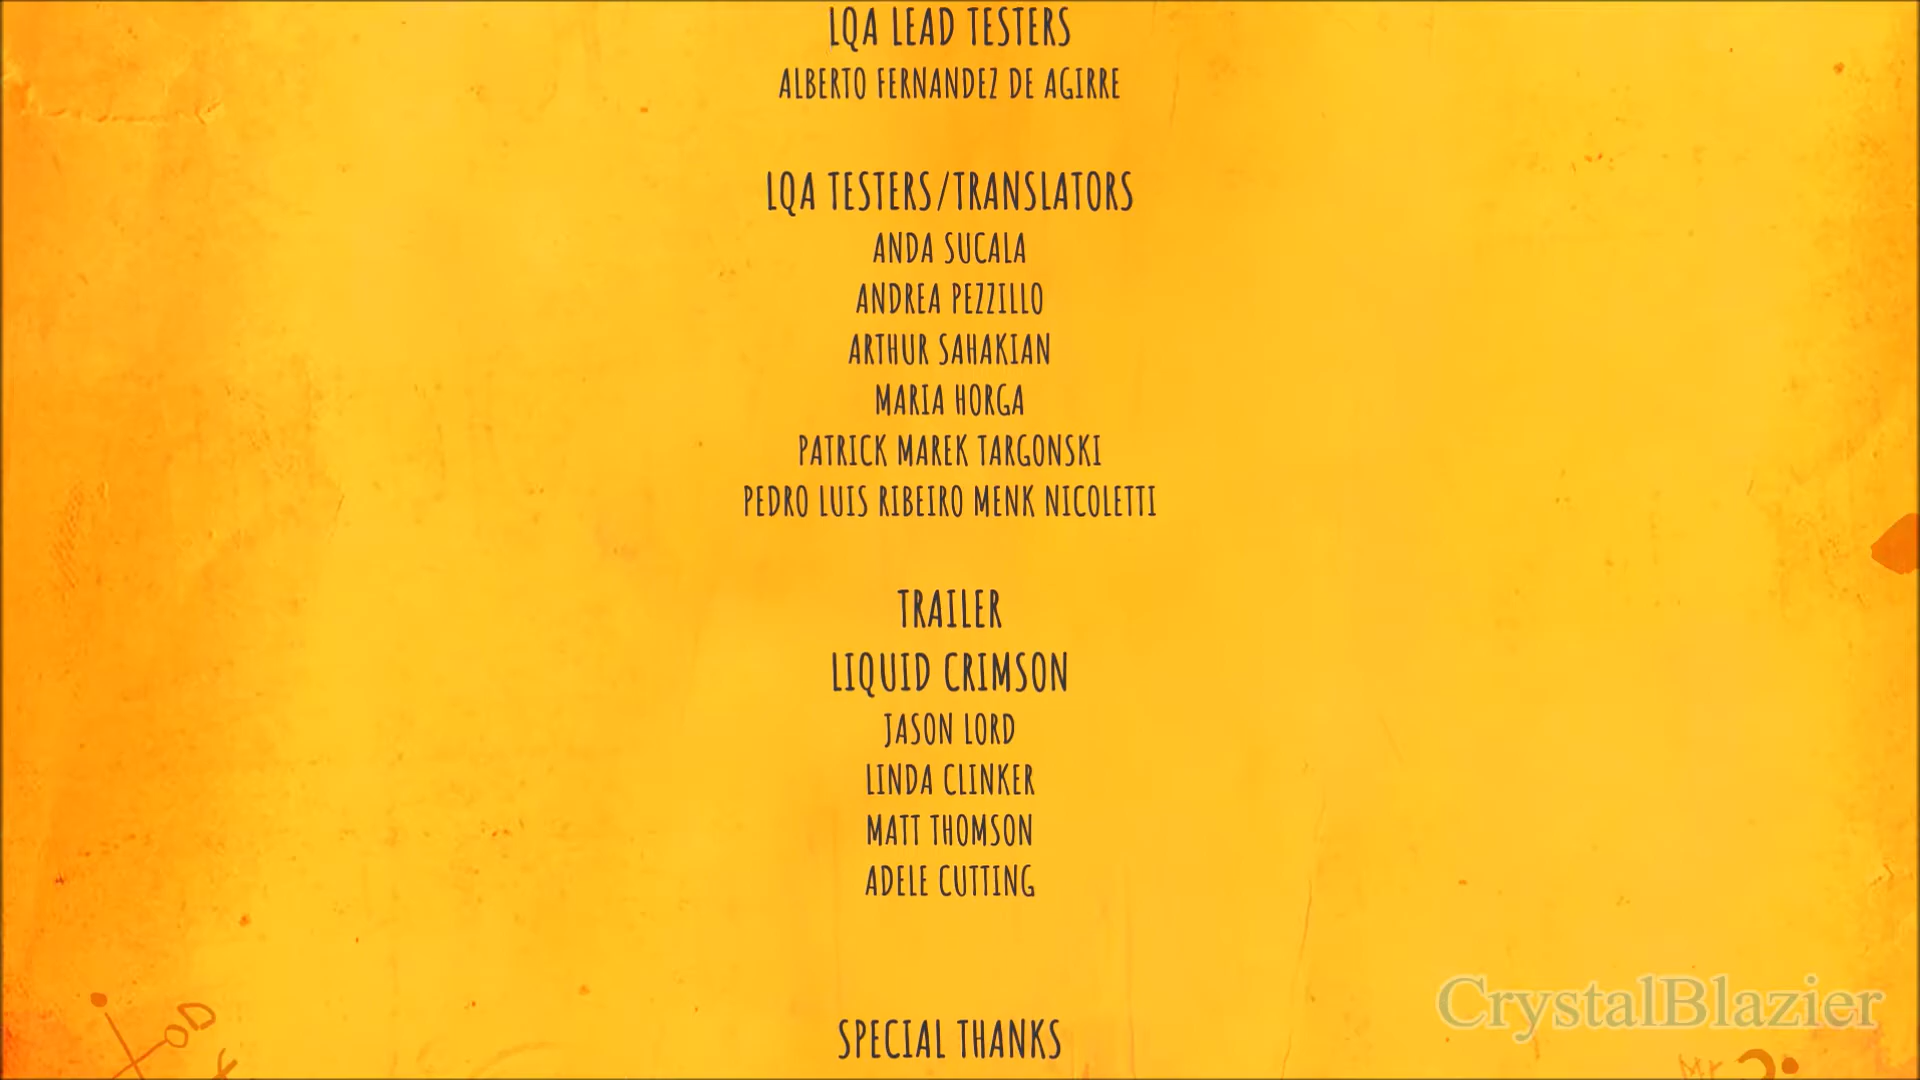 LQA LEAD TESTERS
ALBERTO FERNANDEZ DE AGIRRE
LQA TESTERS/TRANSLATORS
ANDA SUCALA
ANDREA PEZZILLO
ARTHUR SAHAKIAN
MARIA HORGA
PATRICK MAREK TARGONSKI
PEDRO LUIS RIBEIRO MENK NICOLETTI
TRAILER
LIQUID CRIMSON
JASON LORD
LINDA CLINKER
MATT THOMSON
ADELE CUTTING
SPECIAL THANKS
CrystalBlazier